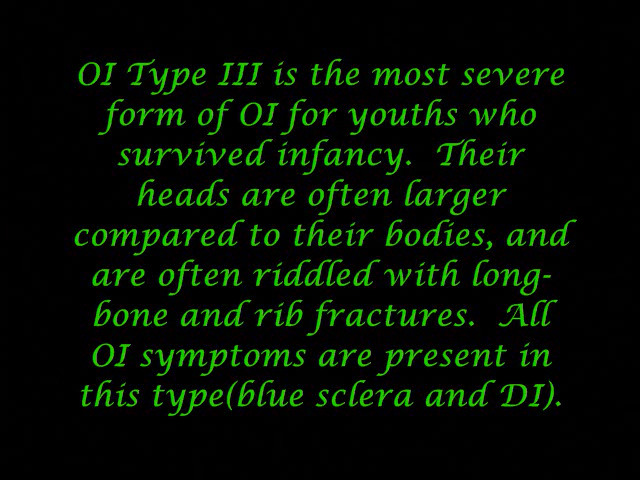 OI Type III is the most severe
form of OI for youths who
survived infancy.  Their
heads are often larger
compared to their bodies, and
are often riddled with long-
bone and rib fractures.  All
OI symptoms are present in
this type(blue sclera and DI).